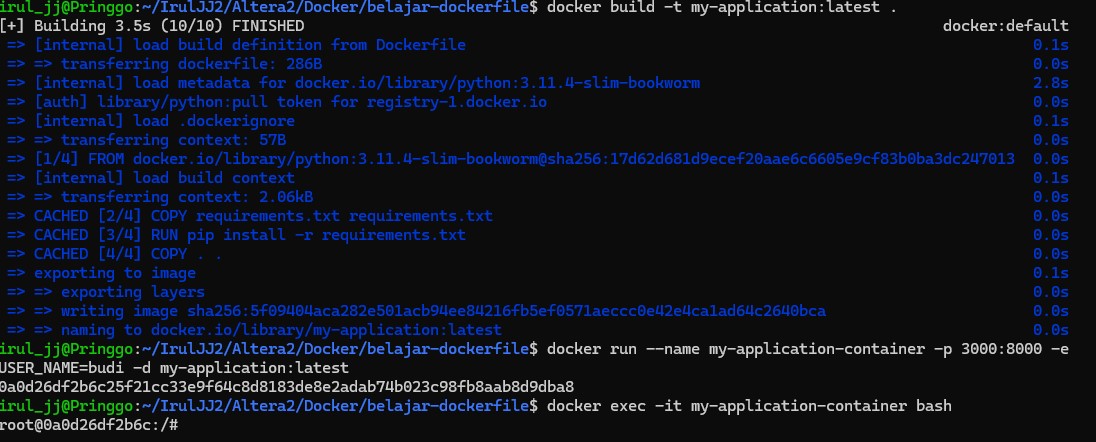 irul_jj@Pringgo:~/IrulJJ2/Altera2/Docker/belajar-dockerfile$ docker build -t my-application:latest .
[+] Building 3.5s (10/10) FINISHED docker:default
=> [internal] load build definition from Dockerfile 0.1s
=> => transferring dockerfile: 286B 0.0s
=> [internal] load metadata for docker.io/library/python:3.11.4-slim-bookworm 2.8s
=> [auth] library/python:pull token for registry-1.docker.io 0.0s
=> [internal] load .dockerignore 0.1s
=> => transferring context: 57B 0.0s
=> [1/4] FROM docker.io/library/python:3.11.4-slim-bookworm@sha256:17d62d681d9ecef20aae6c6605e9cf83b0ba3dc247013 0.0s
=> [internal] load build context 0.1s
=> => transferring context: 2.06kB 0.0s
=> CACHED [2/4] COPY requirements.txt requirements.txt 0.0s
=> CACHED [3/4] RUN pip install -r requirements.txt 0.0s
=> CACHED [4/4] COPY . . 0.0s
=> exporting to image 0.1s
=> => exporting layers 0.0s
=> => writing image sha256:5f09404aca282e501acb94ee84216fb5ef0571aeccc0e42e4ca1ad64c2640bca 0.0s
=> => naming to docker.io/library/my-application:latest 0.0s
irul_jj@Pringgo:~/IrulJJ2/Altera2/Docker/belajar-dockerfile$ docker run --name my-application-container -p 3000:8000 -e
USER_NAME=budi -d my-application:latest
0a0d26df2b6c25f21cc33e9f64c8d8183de8e2adab74b023c98fb8aab8d9dba8
irul_jj@Pringgo:~/IrulJJ2/Altera2/Docker/belajar-dockerfile$ docker exec -it my-application-container bash
root@0a0d26df2b6c:/#